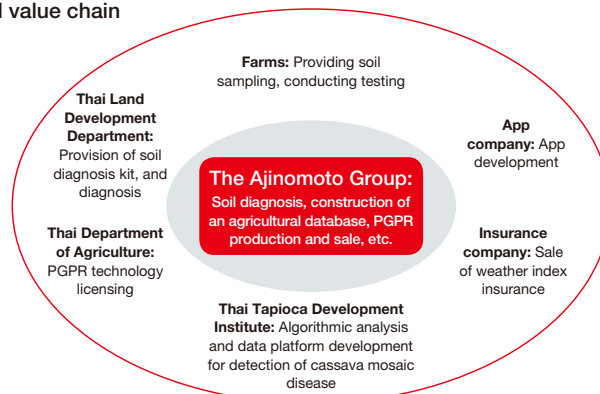 value chain
Farms: Providing soil
sampling, conducting testing
Thai Land
Development
Department:
Provision of soil
diagnosis kit, and
diagnosis
App
company: App
development
The Ajinomoto Group:
Soil diagnosis, construction of
an agricultural database, PGPR
production and sale, etc.
Thai Department
of Agriculture:
PGPR technology
licensing
Insurance
company: Sale
of weather index
insurance
Thai Tapioca Development
Institute: Algorithmic analysis
and data platform development
for detection of cassava mosaic
disease